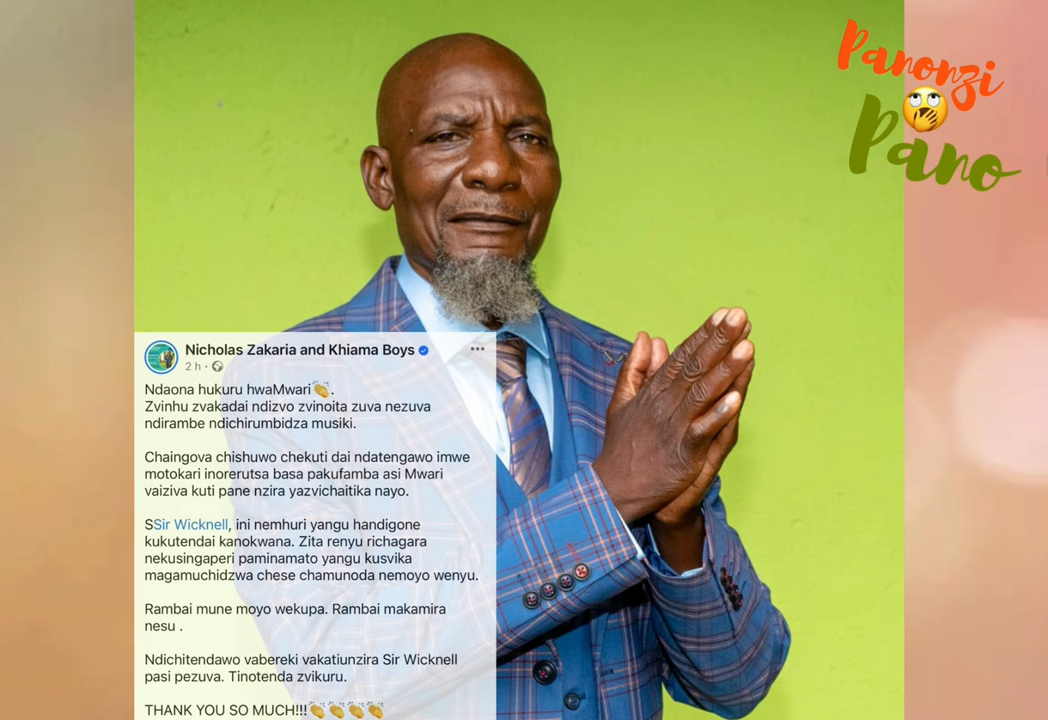 Panonzi
Pano
Nicholas Zakaria and Khiama Boys
2 h ·
Ndaona hukuru hwaMwari👏.
Zvinhu zvakadai ndizvo zvinoita zuva nezuva
ndirambe ndichirumbidza musiki.
Chaingova chishuwo chekuti dai ndatengawo imwe
motokari inorerutsa basa pakufamba asi Mwari
vaiziva kuti pane nzira yazvichaitika nayo.
SSir Wicknell, ini nemhuri yangu handigone
kukutendai kanokwana. Zita renyu richagara
nekusingaperi paminamato yangu kusvika
magamuchidzwa chese chamunoda nemoyo wenyu.
Rambai mune moyo wekupa. Rambai makamira
nesu .
Ndichitendawo vabereki vakatiunzira Sir Wicknell
pasi pezuva. Tinotenda zvikuru.
THANK YOU SO MUCH!!!👏👏👏👏